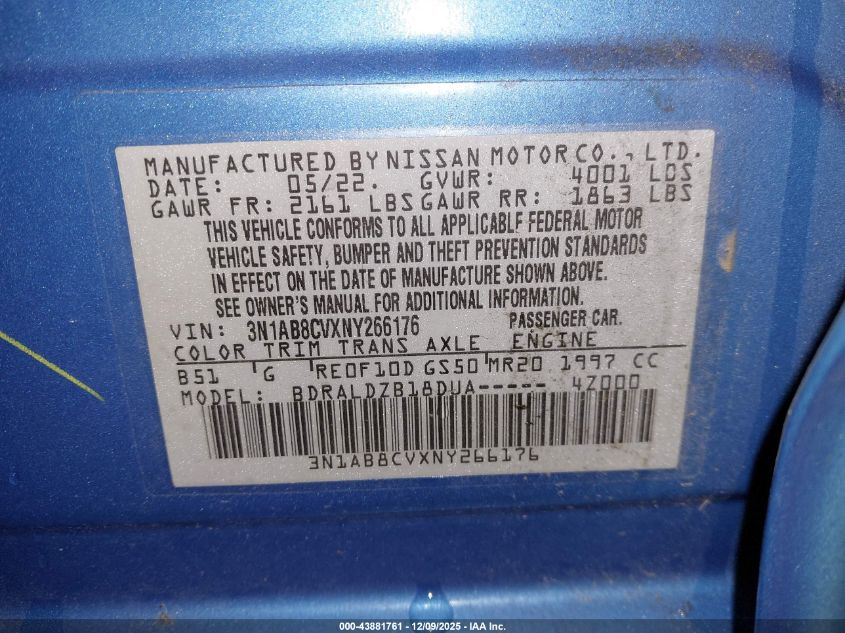 MANUFACTURED BY NISSAN MOTOR CO., LTD.
DATE: 05/22. GVWR: 4001 LBS
GAWR FR: 2161 LBS GAWR RR: 1863 LBS
THIS VEHICLE CONFORMS TO ALL APPLICABLE FEDERAL MOTOR
VEHICLE SAFETY, BUMPER AND THEFT PREVENTION STANDARDS
IN EFFECT ON THE DATE OF MANUFACTURE SHOWN ABOVE.
SEE OWNER'S MANUAL FOR ADDITIONAL INFORMATION.
VIN: 3N1AB8CVXNY266176 PASSENGER CAR.
COLOR TRIM TRANS AXLE ENGINE
B51 G RE0F10D GS50 MR20 1997 CC
MODEL: BDRALDZB18DUA----- 4Z000
3N1AB8CVXNY266176
000-43881761 | 12/09/2025 | IAA Inc.